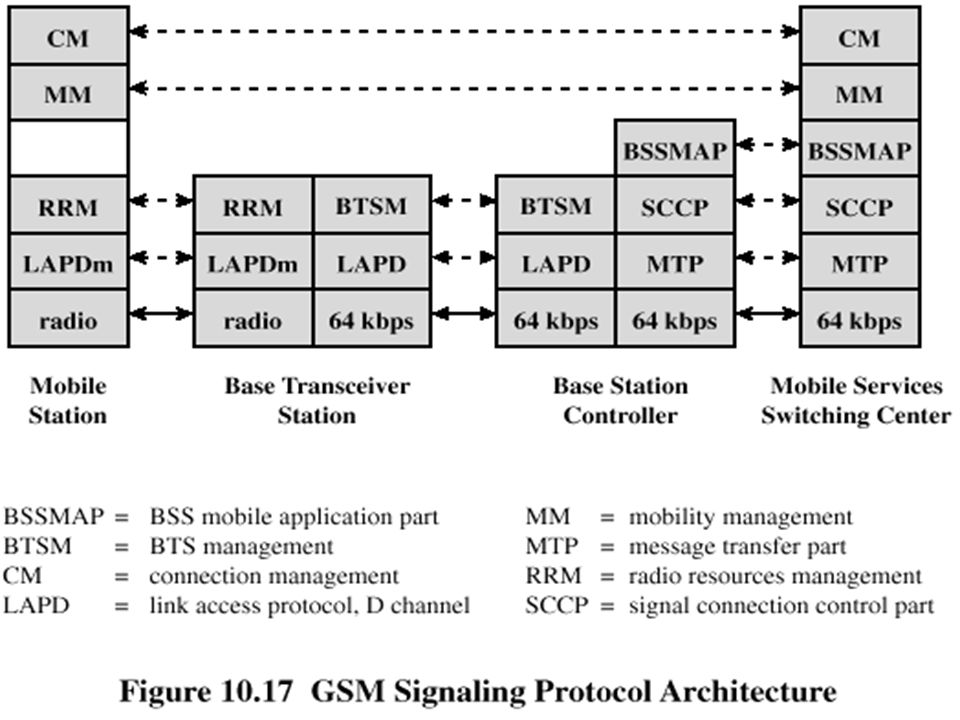 CM CM
MM MM
BSSMAP BSSMAP
RRM RRM BTSM BTSM SCCP SCCP
LAPDm LAPDm LAPD LAPD MTP MTP
radio radio 64 kbps 64 kbps 64 kbps 64 kbps
Mobile Base Transceiver Base Station Mobile Services
Station Station Controller Switching Center
BSSMAP = BSS mobile application part MM = mobility management
BTSM = BTS management MTP = message transfer part
CM = connection management RRM = radio resources management
LAPD = link access protocol, D channel SCCP = signal connection control part
Figure 10.17 GSM Signaling Protocol Architecture